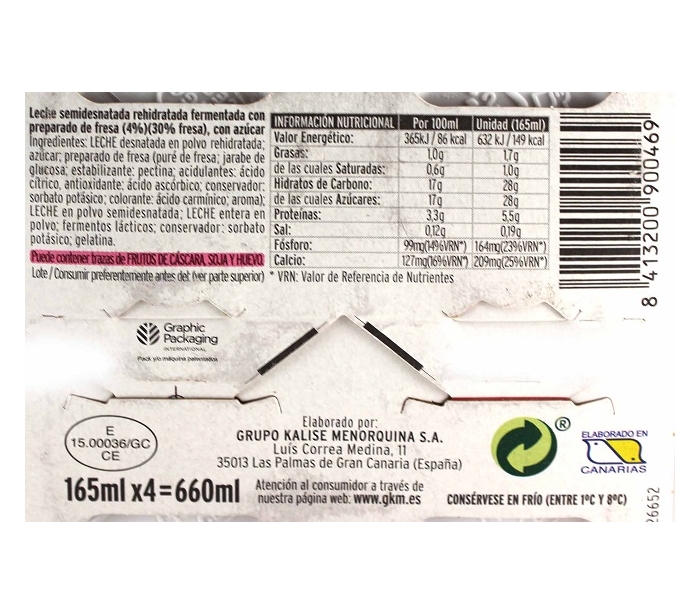 Leche semidesnatada rehidratada fermentada con
preparado de fresa (4%)(30% fresa), con azúcar
Ingredientes: LECHE desnatada en polvo rehidratada;
azúcar; preparado de fresa (puré de fresa; jarabe de
glucosa; estabilizante: pectina; acidulantes: ácido
cítrico, antioxidante: ácido ascórbico; conservador:
sorbato potásico; colorante: ácido carmínico; aroma);
LECHE en polvo semidesnatada; LECHE entera en
polvo; fermentos lácticos; conservador: sorbato
potásico; gelatina.
Puede contener trazas de FRUTOS DE CÁSCARA, SOJA Y HUEVO.
Lote / Consumir preferentemente antes del: (ver parte superior)
INFORMACIÓN NUTRICIONAL Por 100ml Unidad (165ml)
Valor Energético: 365kJ / 86 kcal 632 kJ / 149 kcal
Grasas: 1,0g 1,7g
de las cuales Saturadas: 0,6g 1,0g
Hidratos de Carbono: 17g 28g
de las cuales Azúcares: 17g 28g
Proteínas: 3,3g 5,5g
Sal: 0,12g 0,19g
Fósforo: 99mg(14%VRN*) 164mg(23%VRN*)
Calcio: 127mg(16%VRN*) 209mg(25%VRN*)
* VRN: Valor de Referencia de Nutrientes
8 413200 900469
Graphic
Packaging
INTERNATIONAL
Pack y/o máquina patentados
E
15.00036/GC
CE
165ml x4=660ml
Elaborado por:
GRUPO KALISE MENORQUINA S.A.
Luís Correa Medina, 11
35013 Las Palmas de Gran Canaria (España)
Atención al consumidor a través de
nuestra página web: www.gkm.es
®
ELABORADO EN
CANARIAS
CONSÉRVESE EN FRÍO (ENTRE 1ºC Y 8ºC)
26652